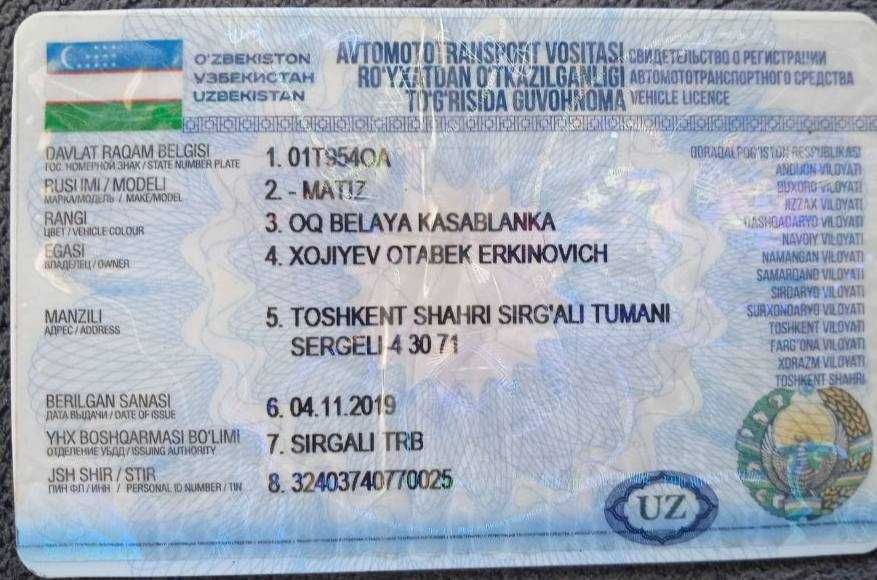 O'ZBEKISTON
УЗБЕКИСТАН
UZBEKISTAN
AVTOMOTOTRANSPORT VOSITASI
RO'YXATDAN O'TKAZILGANLIGI
TO'G'RISIDA GUVOHNOMA
СВИДЕТЕЛЬСТВО О РЕГИСТРАЦИИ
АВТОМОТОТРАНСПОРТНОГО СРЕДСТВА
VEHICLE LICENCE
DAVLAT RAQAM BELGISI
ГОС. НОМЕРНОЙ ЗНАК / STATE NUMBER PLATE
1. 01T954OA
RUSUMI / MODELI
МАРКА/МОДЕЛЬ / MAKE/MODEL
2. - MATIZ
RANGI
ЦВЕТ / VEHICLE COLOUR
3. OQ BELAYA KASABLANKA
EGASI
ВЛАДЕЛЕЦ / OWNER
4. XOJIYEV OTABEK ERKINOVICH
MANZILI
АДРЕС / ADDRESS
5. TOSHKENT SHAHRI SIRG'ALI TUMANI
SERGELI-4 30 71
BERILGAN SANASI
ДАТА ВЫДАЧИ / DATE OF ISSUE
6. 04.11.2019
YHX BOSHQARMASI BO'LIMI
ОТДЕЛЕНИЕ УБДД / ISSUING AUTHORITY
7. SIRGALI TRB
JSH SHIR / STIR
ПИН ФЛ / ИНН / PERSONAL ID NUMBER / TIN
8. 32403740770025
QORAQALPOG'ISTON RESPUBLIKASI
ANDIJON VILOYATI
BUXORO VILOYATI
JIZZAX VILOYATI
QASHQADARYO VILOYATI
NAVOIY VILOYATI
NAMANGAN VILOYATI
SAMARQAND VILOYATI
SIRDARYO VILOYATI
SURXONDARYO VILOYATI
TOSHKENT VILOYATI
FARG'ONA VILOYATI
XORAZM VILOYATI
TOSHKENT SHAHRI
UZ